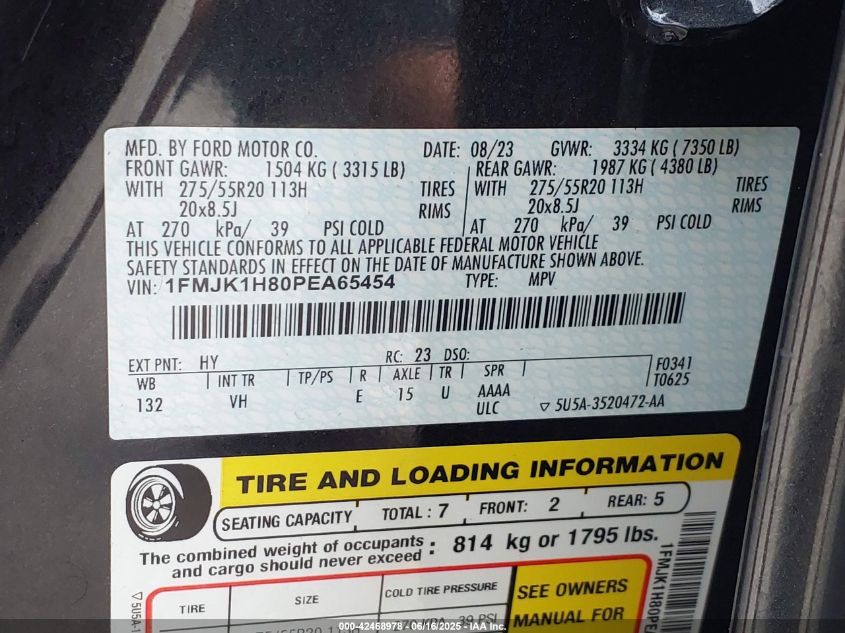 MFD. BY FORD MOTOR CO. DATE: 08/23 GVWR: 3334 KG ( 7350 LB)
FRONT GAWR: 1504 KG ( 3315 LB) REAR GAWR: 1987 KG ( 4380 LB)
WITH 275/55R20 113H TIRES WITH 275/55R20 113H TIRES
20x8.5J RIMS 20x8.5J RIMS
AT 270 kPa/ 39 PSI COLD AT 270 kPa/ 39 PSI COLD
THIS VEHICLE CONFORMS TO ALL APPLICABLE FEDERAL MOTOR VEHICLE
SAFETY STANDARDS IN EFFECT ON THE DATE OF MANUFACTURE SHOWN ABOVE.
VIN: 1FMJK1H80PEA65454 TYPE: MPV
EXT PNT: HY RC: 23 DSO: F0341
WB INT TR TP/PS R AXLE TR SPR T0625
132 VH E 15 U AAAA
ULC ▽ 5U5A-3520472-AA
TIRE AND LOADING INFORMATION
SEATING CAPACITY TOTAL : 7 FRONT: 2 REAR: 5
The combined weight of occupants
and cargo should never exceed : 814 kg or 1795 lbs.
TIRE SIZE COLD TIRE PRESSURE SEE OWNERS
MANUAL FOR
39 PSI
1FMJK1H80PE
▽ 5U5A-1
000-42468978 - 06/16/2025 - IAA Inc.